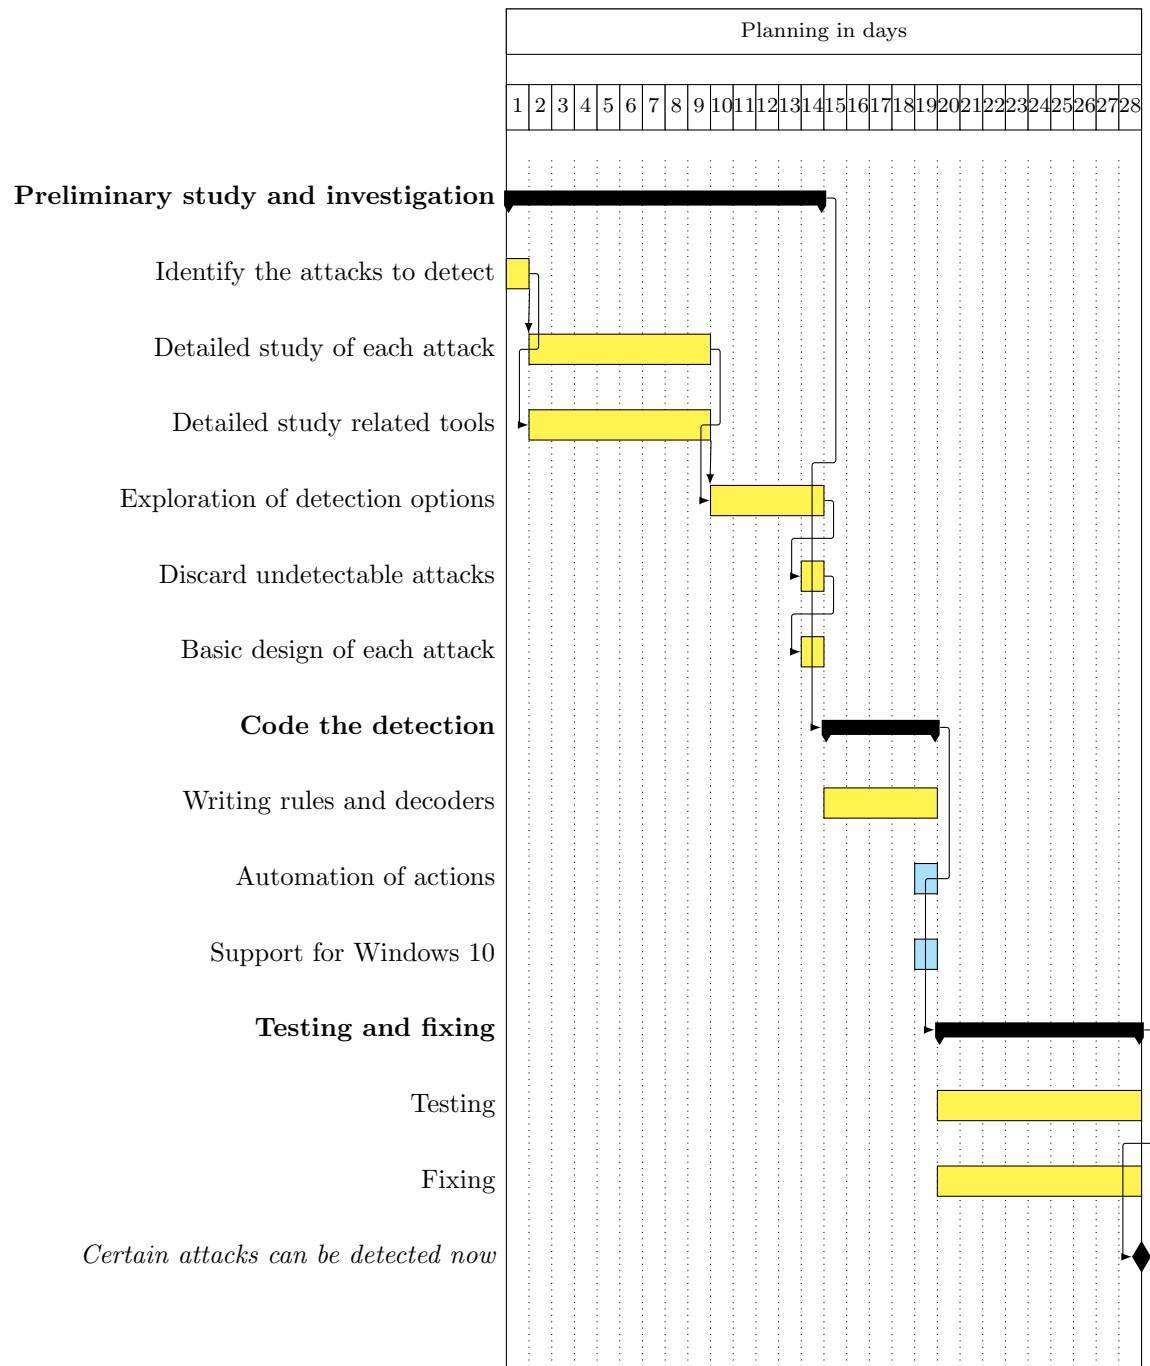 Planning in days
1 2 3 4 5 6 7 8 9 10 11 12 13 14 15 16 17 18 19 20 21 22 23 24 25 26 27 28
Preliminary study and investigation
Identify the attacks to detect
Detailed study of each attack
Detailed study related tools
Exploration of detection options
Discard undetectable attacks
Basic design of each attack
Code the detection
Writing rules and decoders
Automation of actions
Support for Windows 10
Testing and fixing
Testing
Fixing
Certain attacks can be detected now